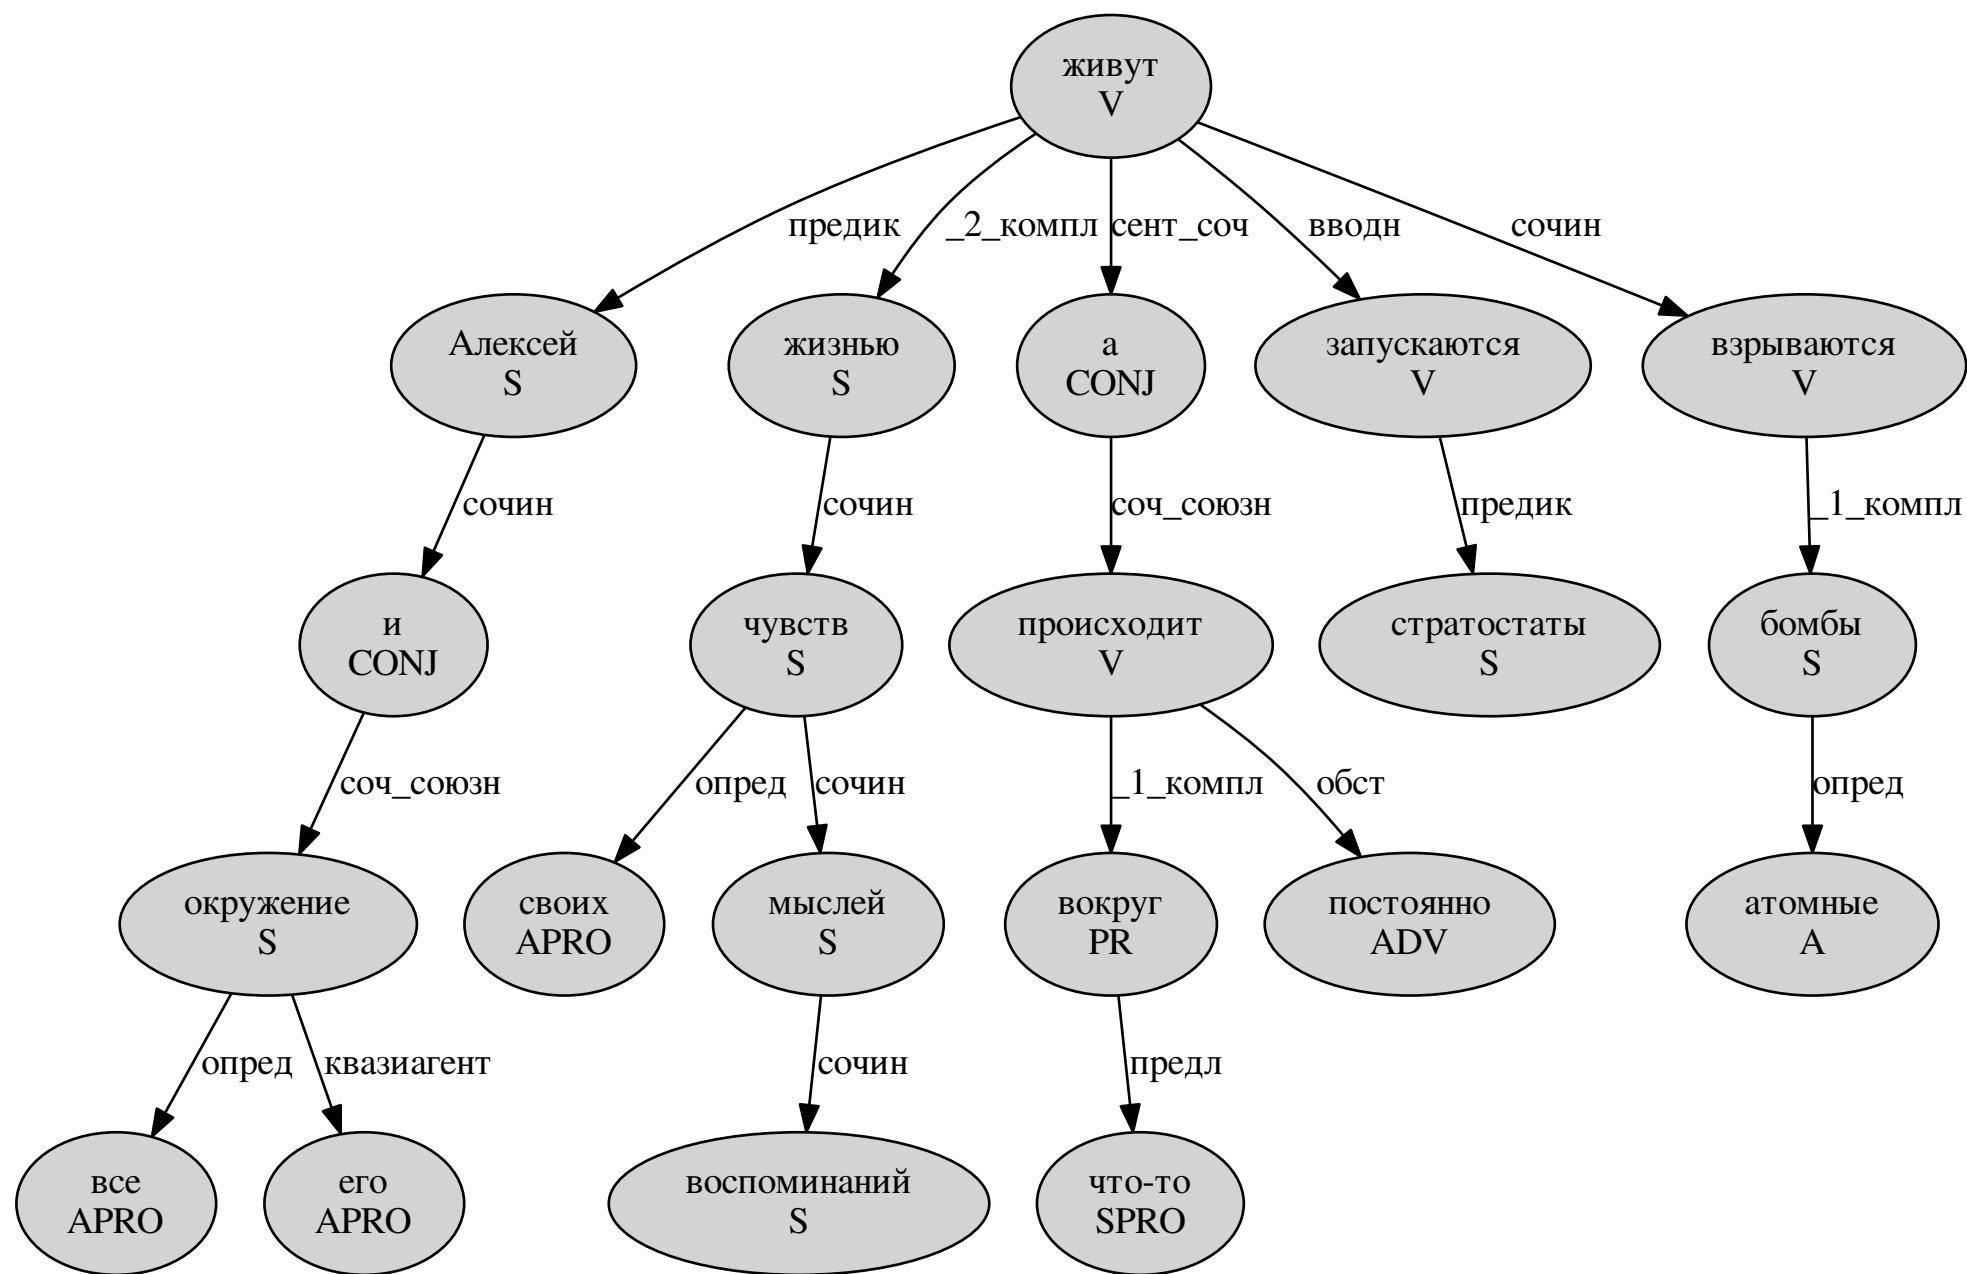 живут
V
предик
_2_компл
сент_соч
вводн
сочин
Алексей
S
жизнью
S
а
CONJ
запускаются
V
взрываются
V
сочин
сочин
соч_союзн
предик
_1_компл
и
CONJ
чувств
S
происходит
V
стратостаты
S
бомбы
S
соч_союзн
опред
сочин
_1_компл
обст
опред
окружение
S
своих
APRO
мыслей
S
вокруг
PR
постоянно
ADV
атомные
A
опред
квазиагент
сочин
предл
все
APRO
его
APRO
воспоминаний
S
что-то
SPRO